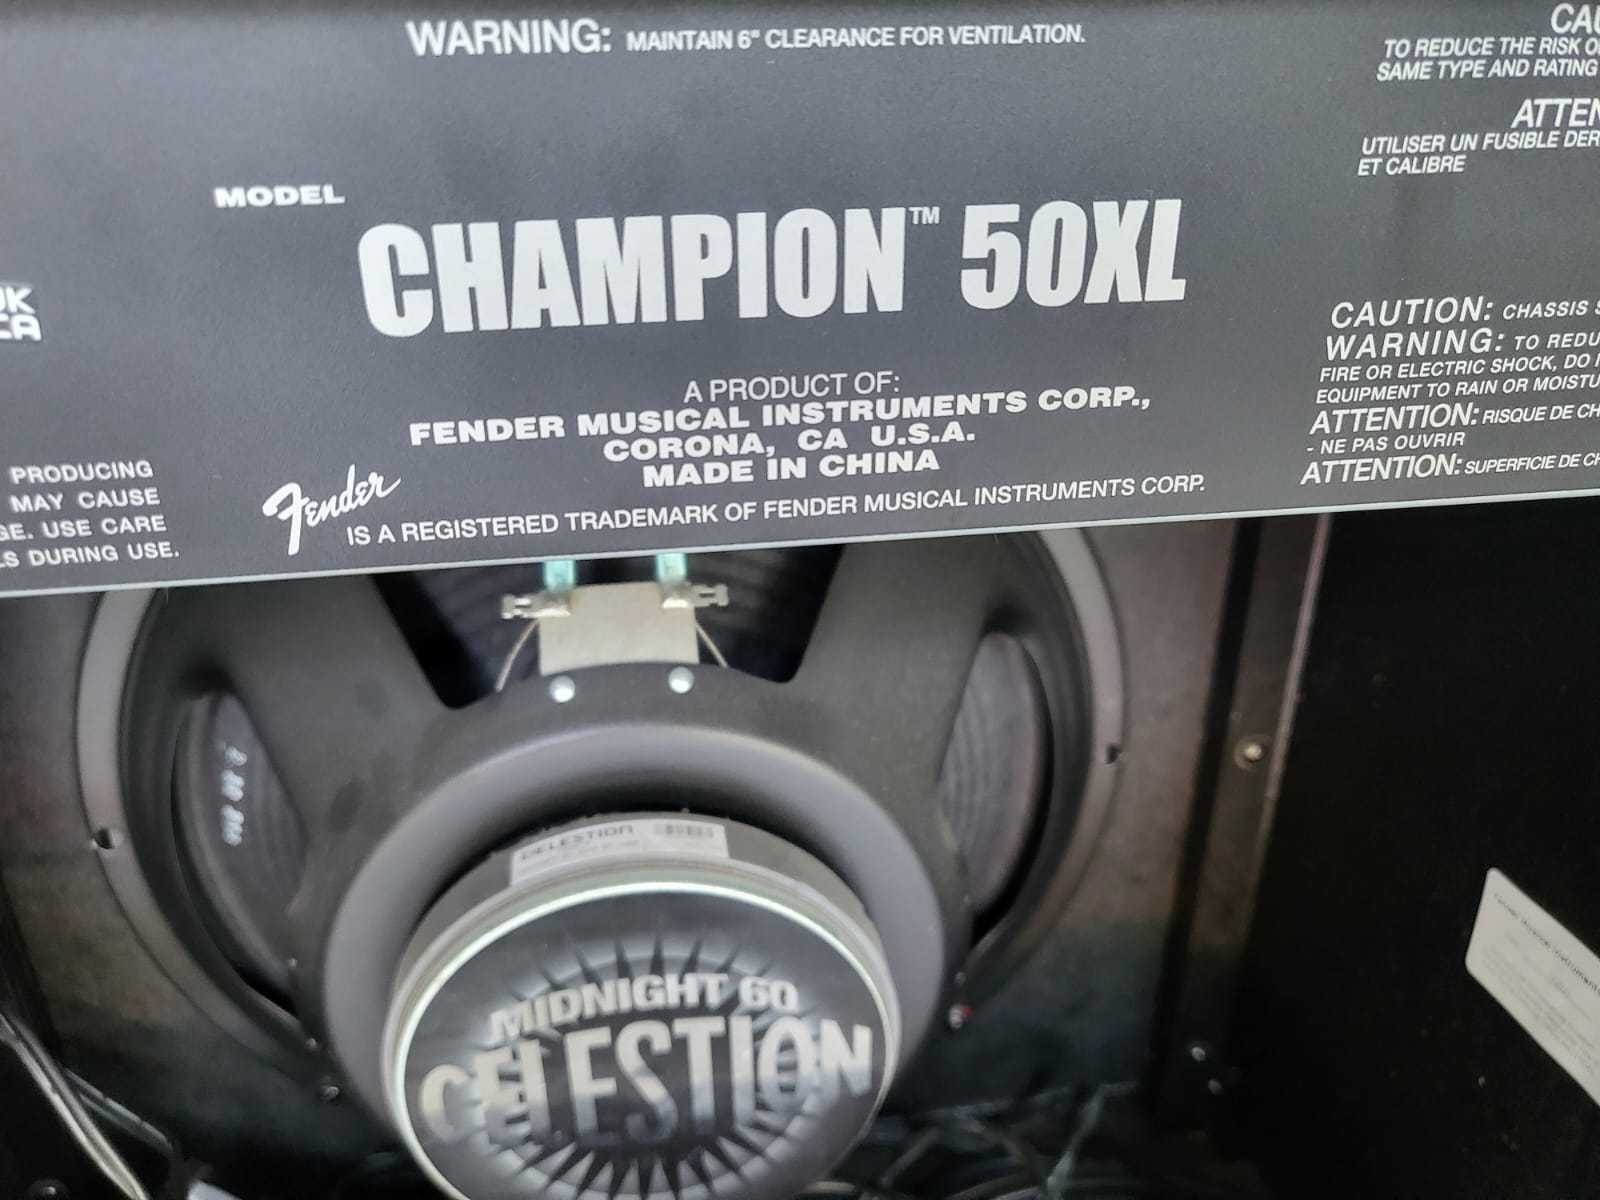 WARNING: MAINTAIN 6" CLEARANCE FOR VENTILATION.
CAU
TO REDUCE THE RISK O
SAME TYPE AND RATING
ATTEN
UTILISER UN FUSIBLE DER
ET CALIBRE
MODEL
CHAMPION™ 50XL
UK
CA
A PRODUCT OF:
FENDER MUSICAL INSTRUMENTS CORP.,
CORONA, CA U.S.A.
MADE IN CHINA
Fender IS A REGISTERED TRADEMARK OF FENDER MUSICAL INSTRUMENTS CORP.
PRODUCING
MAY CAUSE
GE. USE CARE
LS DURING USE.
CAUTION: CHASSIS S
WARNING: TO REDU
FIRE OR ELECTRIC SHOCK, DO
EQUIPMENT TO RAIN OR MOISTU
ATTENTION: RISQUE DE CH
- NE PAS OUVRIR
ATTENTION: SUPERFICIE DE CH
CELESTION
MIDNIGHT 60
CELESTION